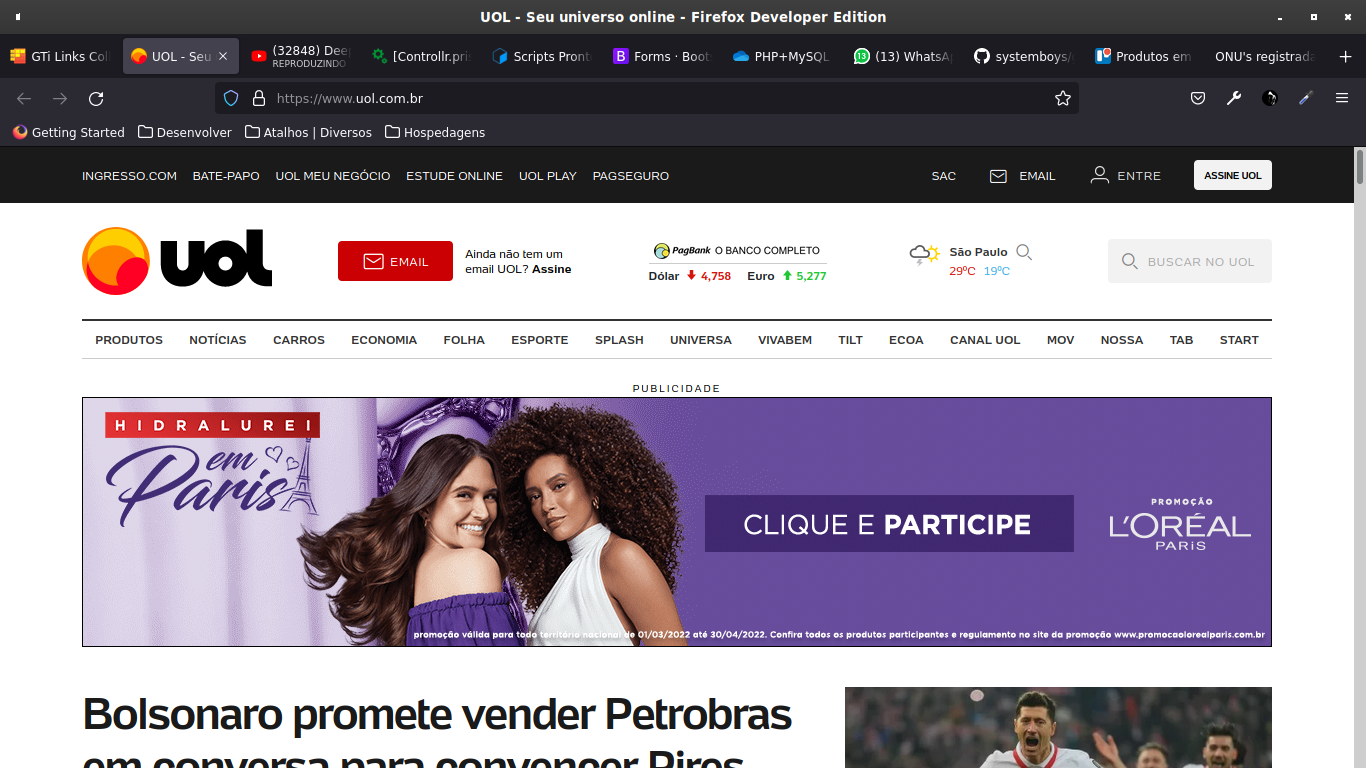 UOL - Seu universo online - Firefox Developer Edition
GTi Links Col
UOL - Seu
(32848) Dee
REPRODUZINDO
[Controllr.pri
Scripts Pront
Forms · Boot
PHP+MySQL
(13) WhatsA
systemboys/
Produtos em
ONU's registrada
https://www.uol.com.br
Getting Started
Desenvolver
Atalhos | Diversos
Hospedagens
INGRESSO.COM
BATE-PAPO
UOL MEU NEGÓCIO
ESTUDE ONLINE
UOL PLAY
PAGSEGURO
SAC
EMAIL
ENTRE
ASSINE UOL
uol
EMAIL
Ainda não tem um
email UOL? Assine
PagBank O BANCO COMPLETO
Dólar 4,758 Euro 5,277
São Paulo
29ºC 19ºC
BUSCAR NO UOL
PRODUTOS
NOTÍCIAS
CARROS
ECONOMIA
FOLHA
ESPORTE
SPLASH
UNIVERSA
VIVABEM
TILT
ECOA
CANAL UOL
MOV
NOSSA
TAB
START
PUBLICIDADE
HIDRALUREI
em
Paris
CLIQUE E PARTICIPE
PROMOÇÃO
L'ORÉAL
PARIS
promoção válida para todo território nacional de 01/03/2022 até 30/04/2022. Confira todos os produtos participantes e regulamento no site da promoção www.promocaolorealparis.com.br
Bolsonaro promete vender Petrobras
em conversa para convencer Pires